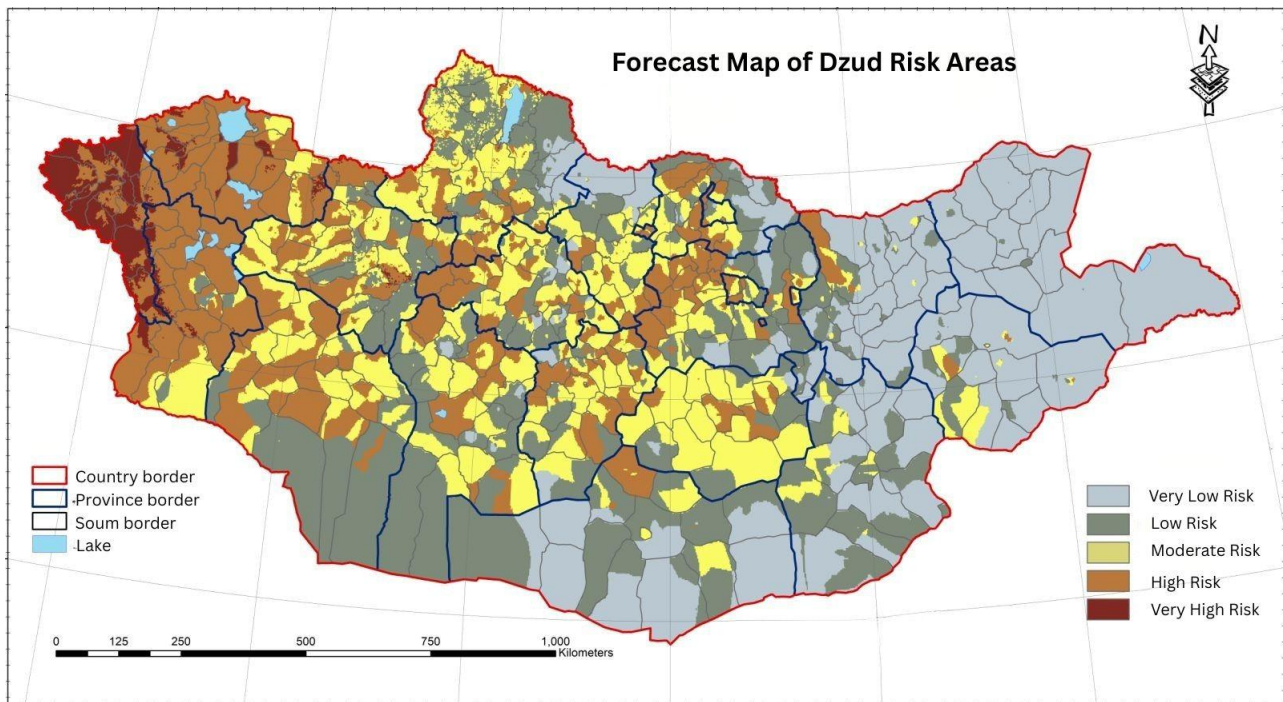 Forecast Map of Dzud Risk Areas
N
Country border
Province border
Soum border
Lake
Very Low Risk
Low Risk
Moderate Risk
High Risk
Very High Risk
0 125 250 500 750 1,000
Kilometers